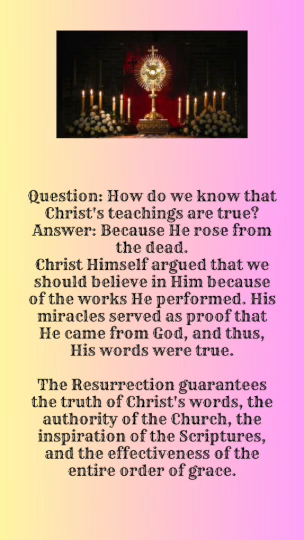 Question: How do we know that
Christ's teachings are true?
Answer: Because He rose from
the dead.
Christ Himself argued that we
should believe in Him because
of the works He performed. His
miracles served as proof that
He came from God, and thus,
His words were true.
The Resurrection guarantees
the truth of Christ's words, the
authority of the Church, the
inspiration of the Scriptures,
and the effectiveness of the
entire order of grace.